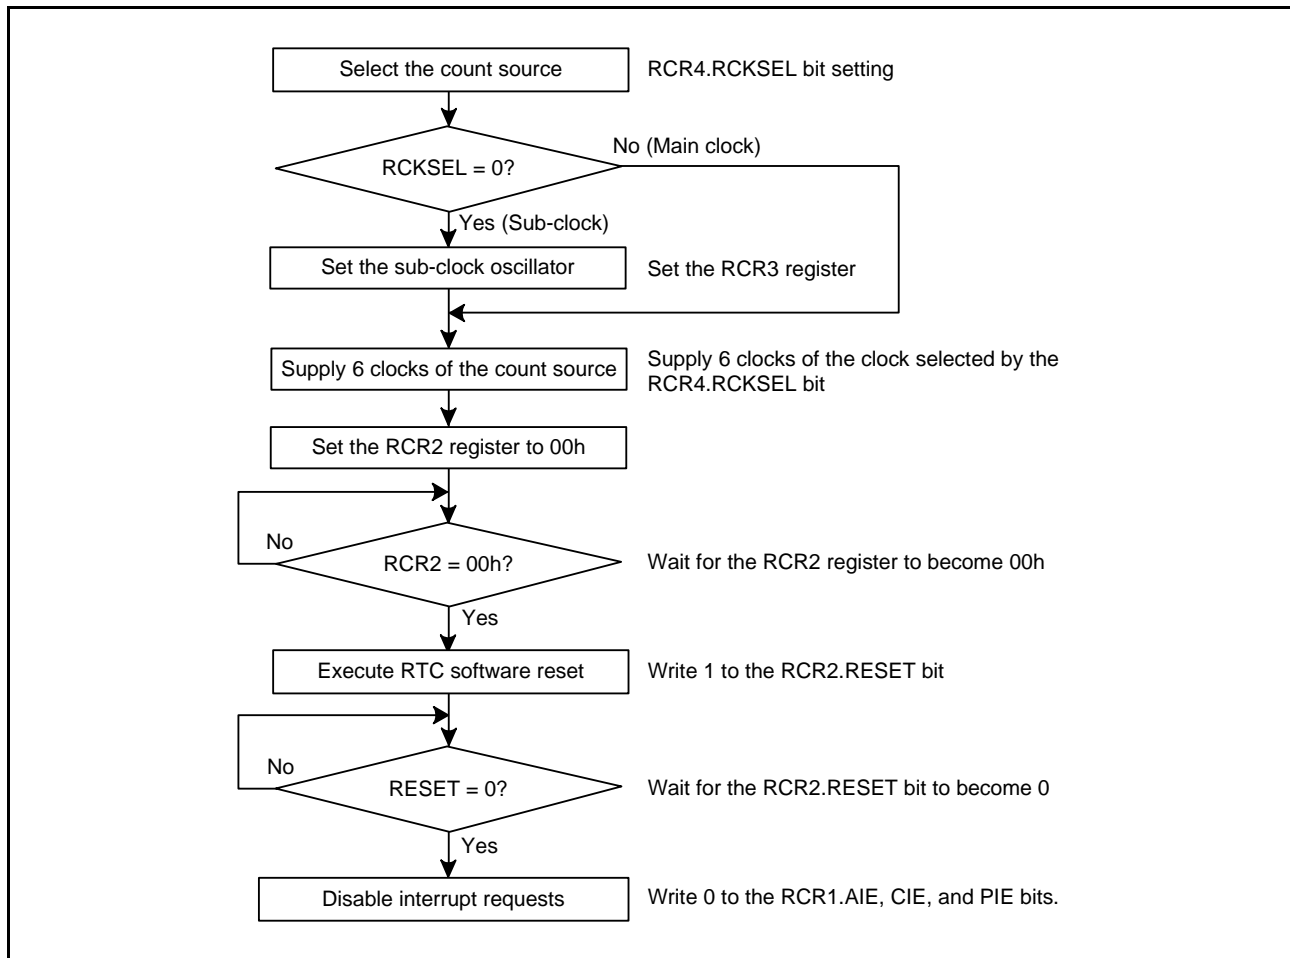 Select the count source
RCR4.RCKSEL bit setting
No (Main clock)
RCKSEL = 0?
Yes (Sub-clock)
Set the sub-clock oscillator
Set the RCR3 register
Supply 6 clocks of the count source
Supply 6 clocks of the clock selected by the
RCR4.RCKSEL bit
Set the RCR2 register to 00h
No
RCR2 = 00h?
Wait for the RCR2 register to become 00h
Yes
Execute RTC software reset
Write 1 to the RCR2.RESET bit
No
RESET = 0?
Wait for the RCR2.RESET bit to become 0
Yes
Disable interrupt requests
Write 0 to the RCR1.AIE, CIE, and PIE bits.